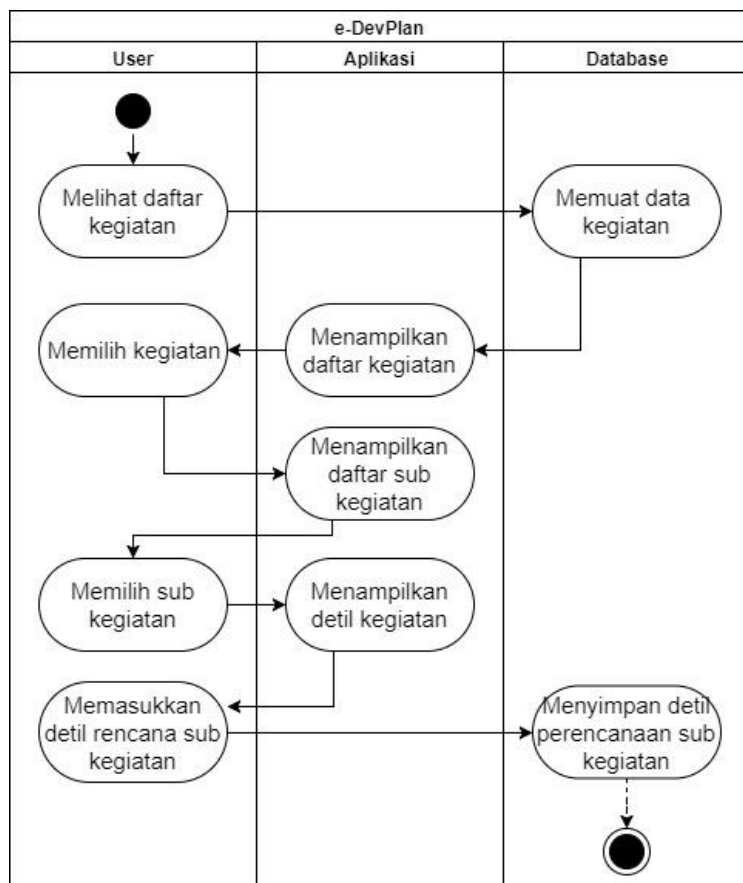 e-DevPlan
User
Aplikasi
Database
Melihat daftar
kegiatan
Memuat data
kegiatan
Memilih kegiatan
Menampilkan
daftar kegiatan
Menampilkan
daftar sub
kegiatan
Memilih sub
kegiatan
Menampilkan
detil kegiatan
Memasukkan
detil rencana sub
kegiatan
Menyimpan detil
perencanaan sub
kegiatan